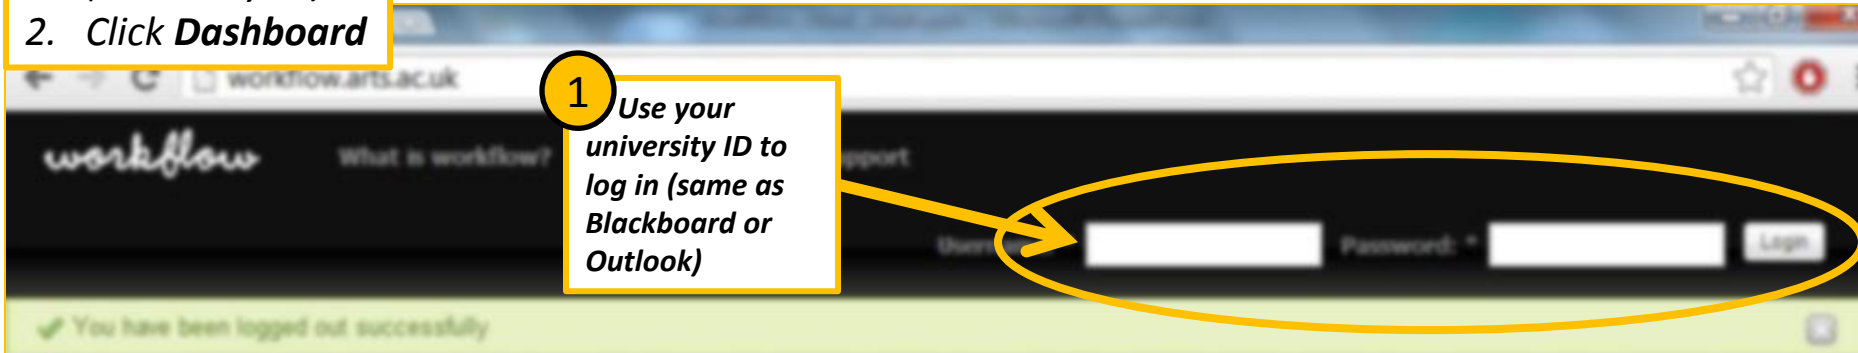 2. Click Dashboard
workflow.arts.ac.uk
1
Use your
university ID to
log in (same as
Blackboard or
Outlook)
workflow
What is workflow?
Password: *
Login
You have been logged out successfully